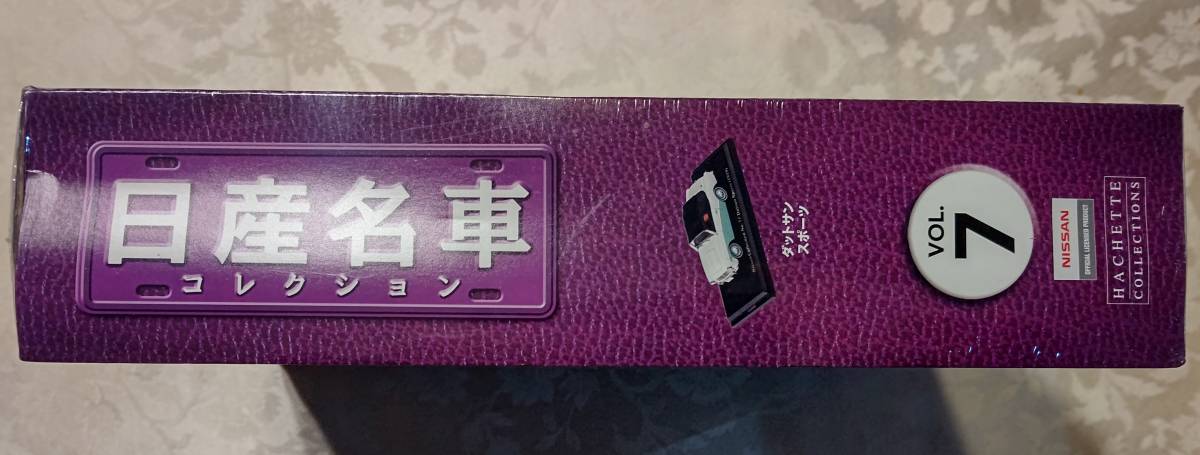 日産名車
コレクション
ダットサン
スポーツ
VOL.
7
NISSAN
OFFICIAL LICENSED PRODUCT
HACHETTE
COLLECTIONS